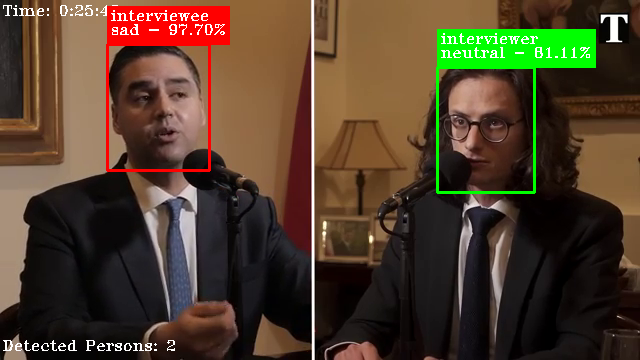 Time: 0:25:4
interviewee
sad - 97.70%
interviewer
neutral - 81.11%
T
Detected Persons: 2